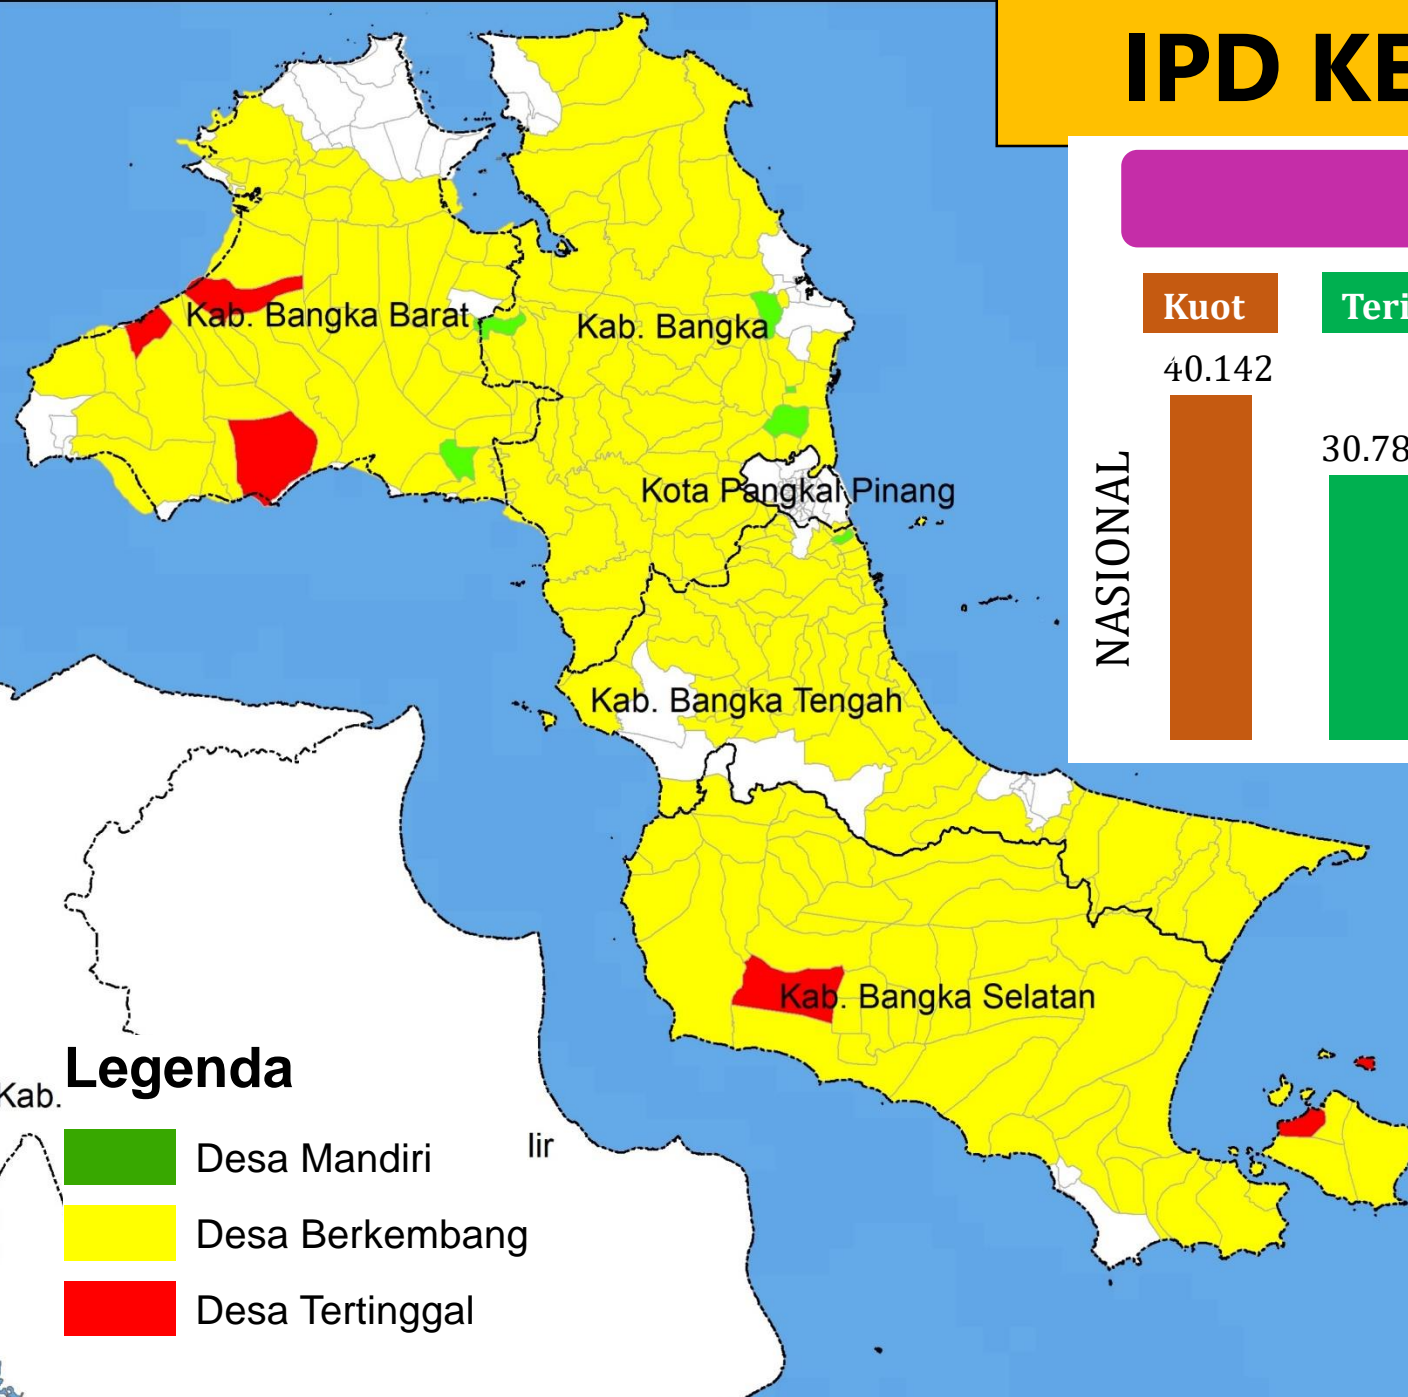 IPD KE
Kuot
Teri
40.142
30.78
NASIONAL
Kab. Bangka Barat
Kab. Bangka
Kota Pangkal Pinang
Kab. Bangka Tengah
Kab. Bangka Selatan
Legenda
Kab.
lir
Desa Mandiri
Desa Berkembang
Desa Tertinggal